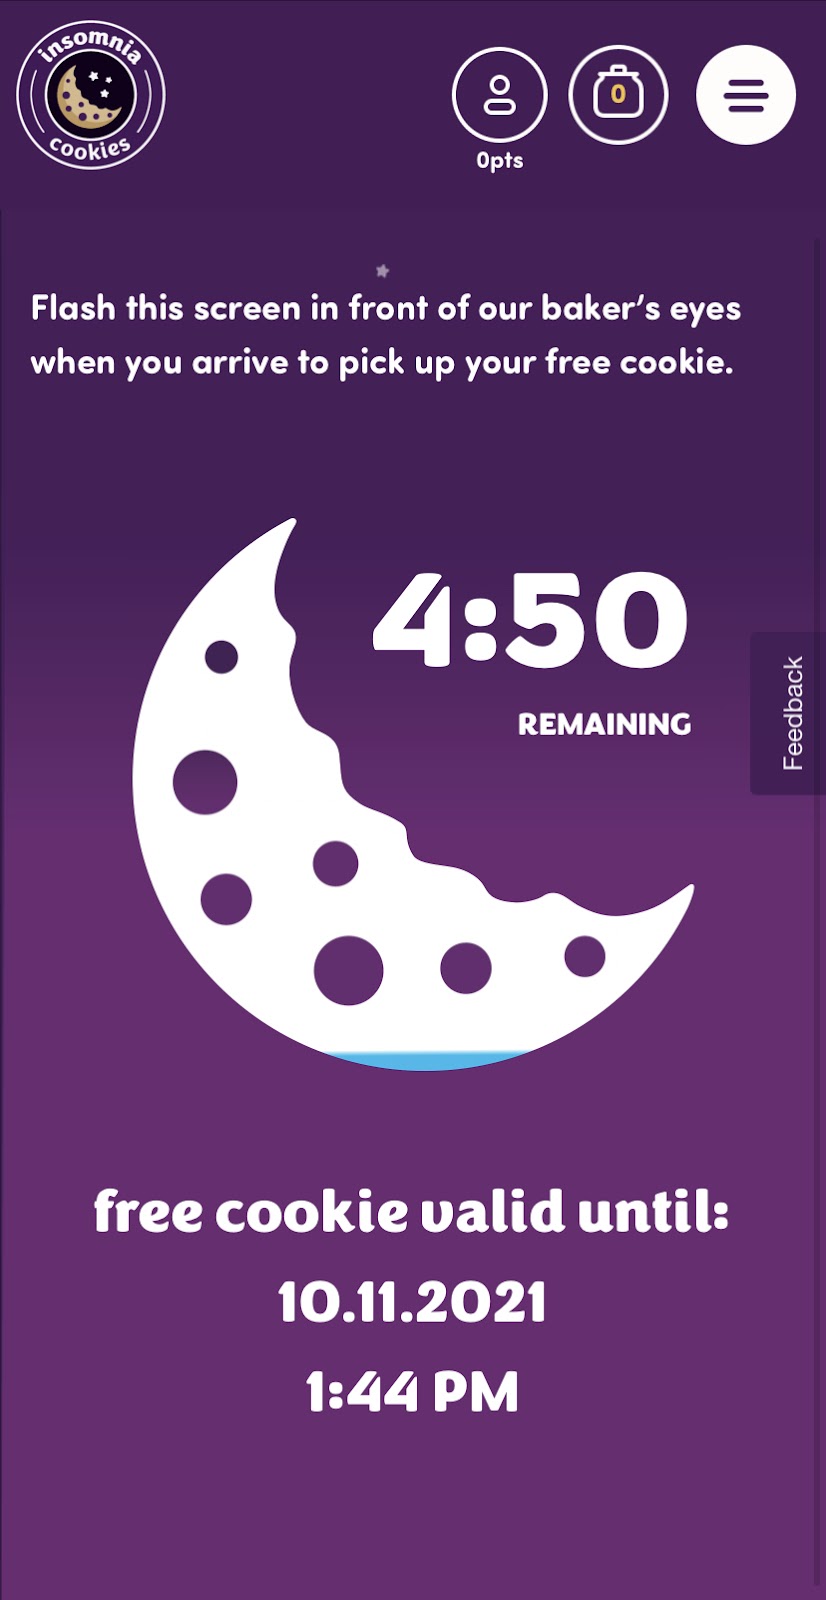 insomnia
cookies
0
0pts
Flash this screen in front of our baker’s eyes
when you arrive to pick up your free cookie.
4:50
REMAINING
Feedback
free cookie valid until:
10.11.2021
1:44 PM